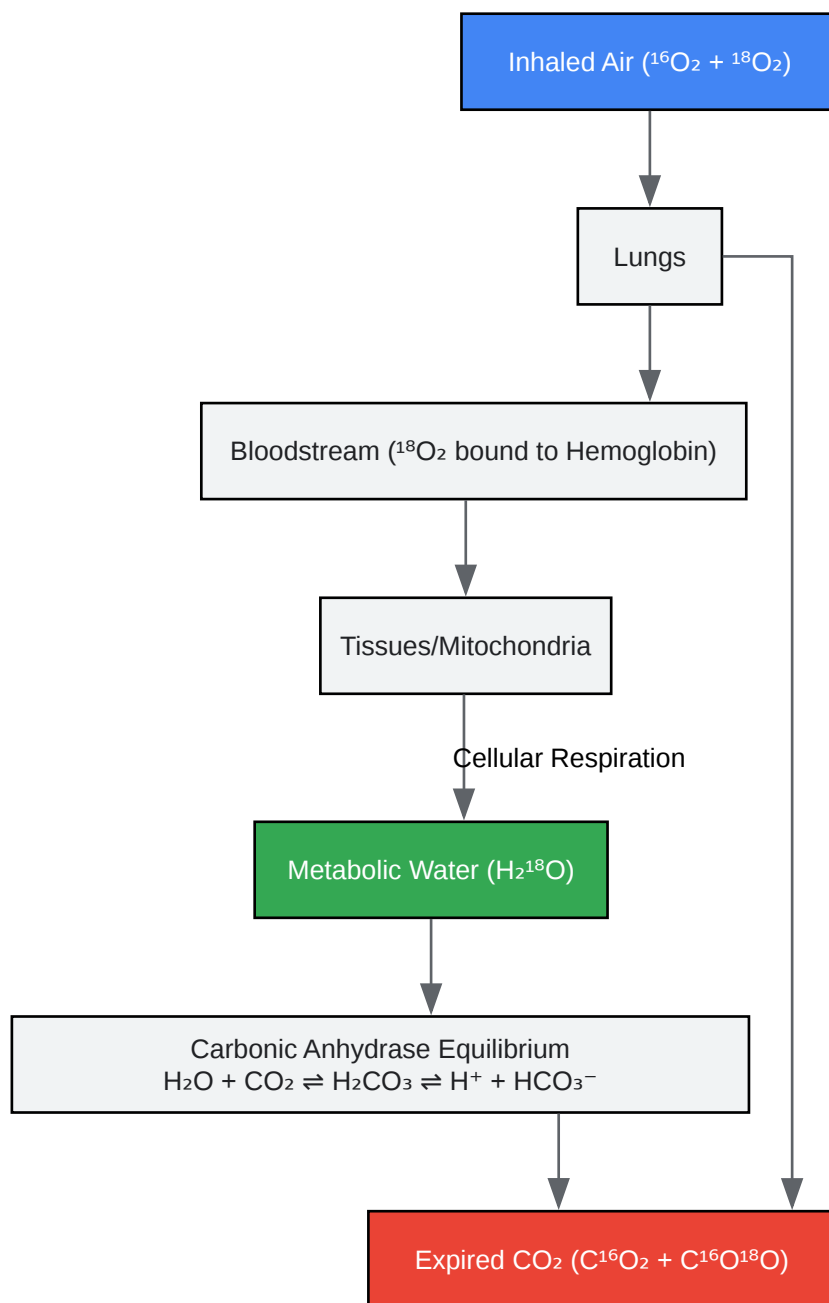 Inhaled Air (¹⁶O₂ + ¹⁸O₂)
Lungs
Bloodstream (¹⁸O₂ bound to Hemoglobin)
Tissues/Mitochondria
Cellular Respiration
Metabolic Water (H₂¹⁸O)
Carbonic Anhydrase Equilibrium
H₂O + CO₂ ⇌ H₂CO₃ ⇌ H⁺ + HCO₃⁻
Expired CO₂ (C¹⁶O₂ + C¹⁶O¹⁸O)